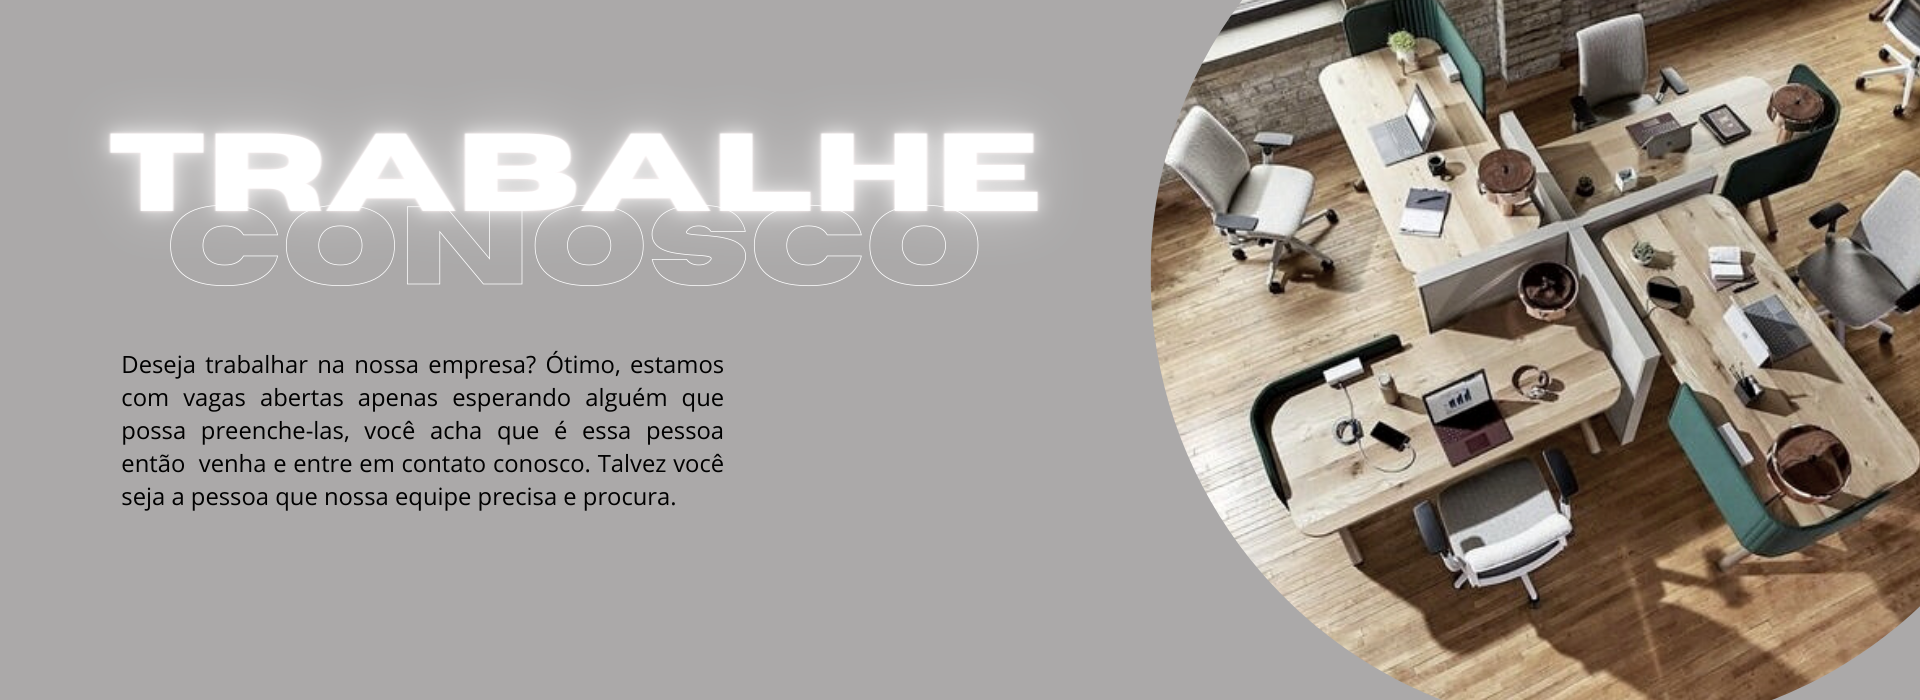 TRABALHE
CONOSCO
Deseja trabalhar na nossa empresa? Ótimo, estamos
com vagas abertas apenas esperando alguém que
possa preenche-las, você acha que é essa pessoa
então  venha e entre em contato conosco. Talvez você
seja a pessoa que nossa equipe precisa e procura.